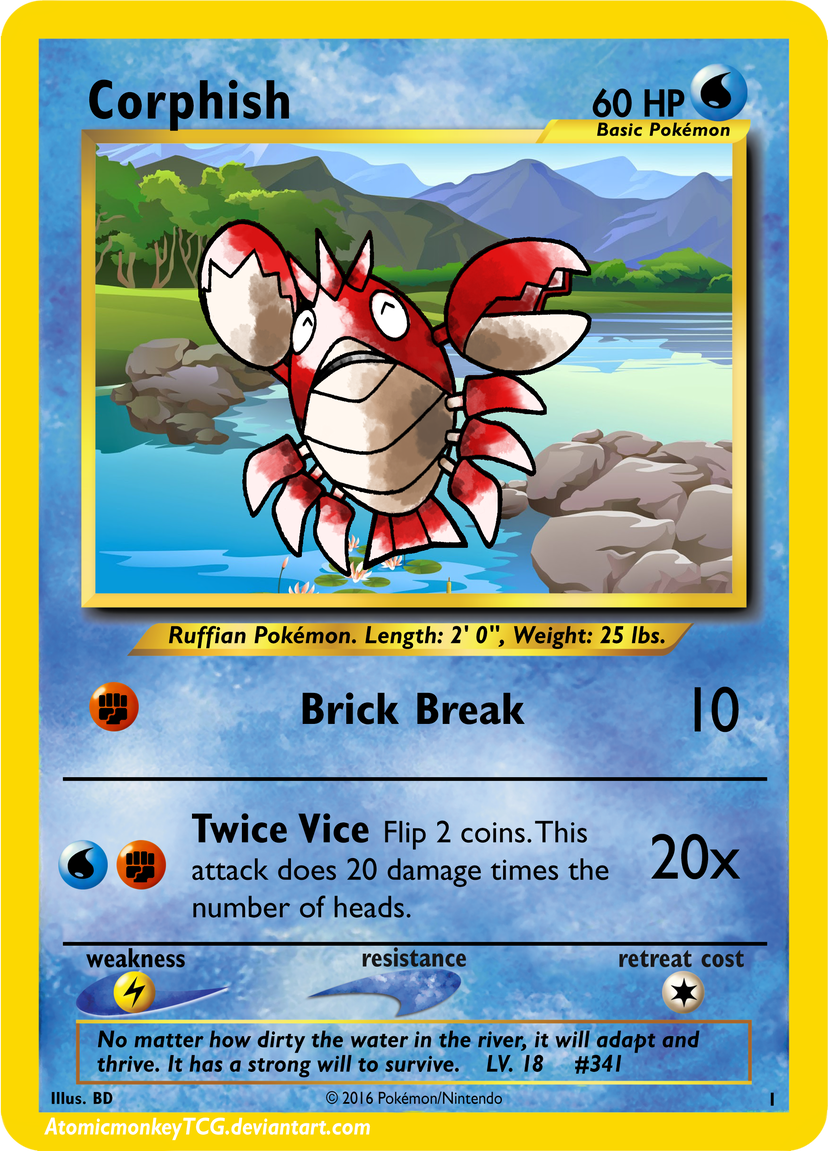 Corphish 60 HP
Basic Pokémon
Ruffian Pokémon. Length: 2' 0", Weight: 25 lbs.
Brick Break 10
Twice Vice Flip 2 coins. This
attack does 20 damage times the
number of heads.
20x
weakness resistance retreat cost
No matter how dirty the water in the river, it will adapt and
thrive. It has a strong will to survive. LV. 18 #341
Illus. BD © 2016 Pokémon/Nintendo 1
AtomicmonkeyTCG.deviantart.com